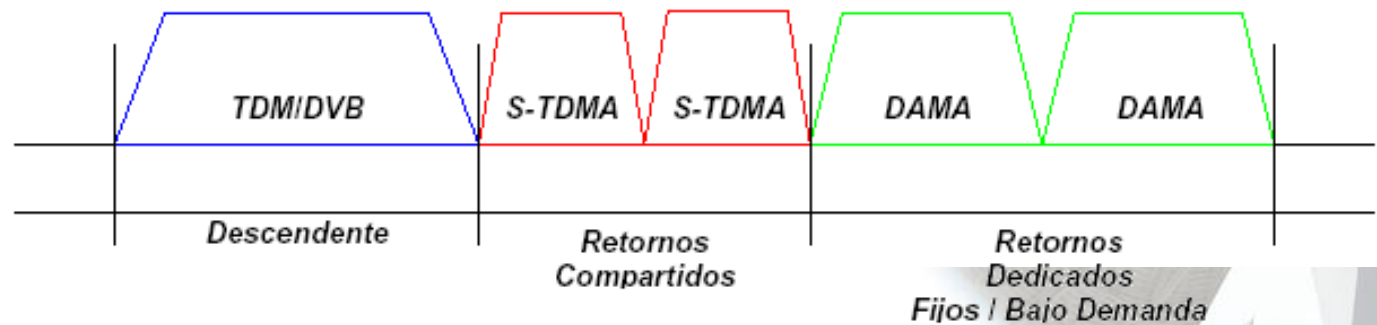 TDM/DVB
S-TDMA
S-TDMA
DAMA
DAMA
Descendente
Retornos
Compartidos
Retornos
Dedicados
Fijos / Bajo Demanda